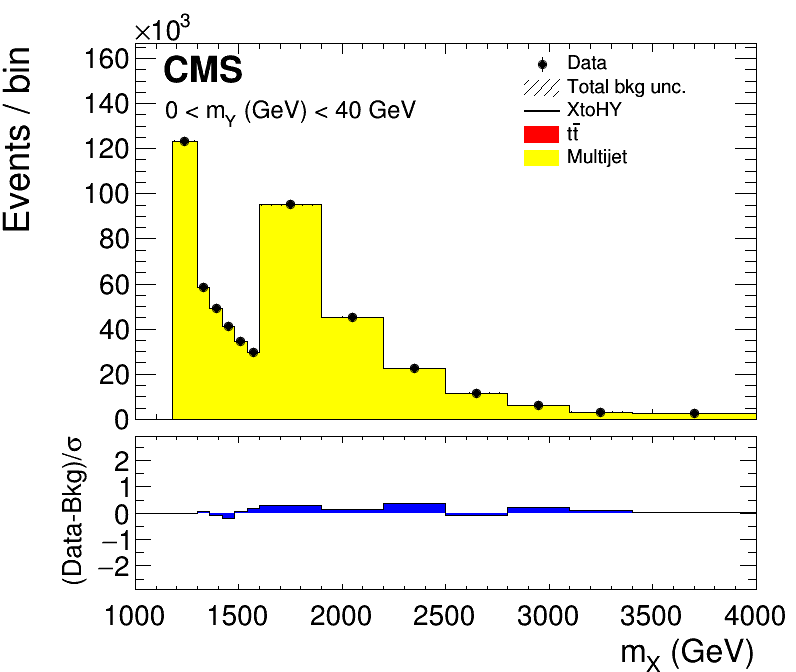 ×10³
Events / bin
160
140
120
100
80
60
40
20
0
CMS
0 < m_Y (GeV) < 40 GeV
Data
Total bkg unc.
XtoHY
tt̄
Multijet
(Data-Bkg)/σ
2
1
0
−1
−2
1000 1500 2000 2500 3000 3500 4000
m_X (GeV)